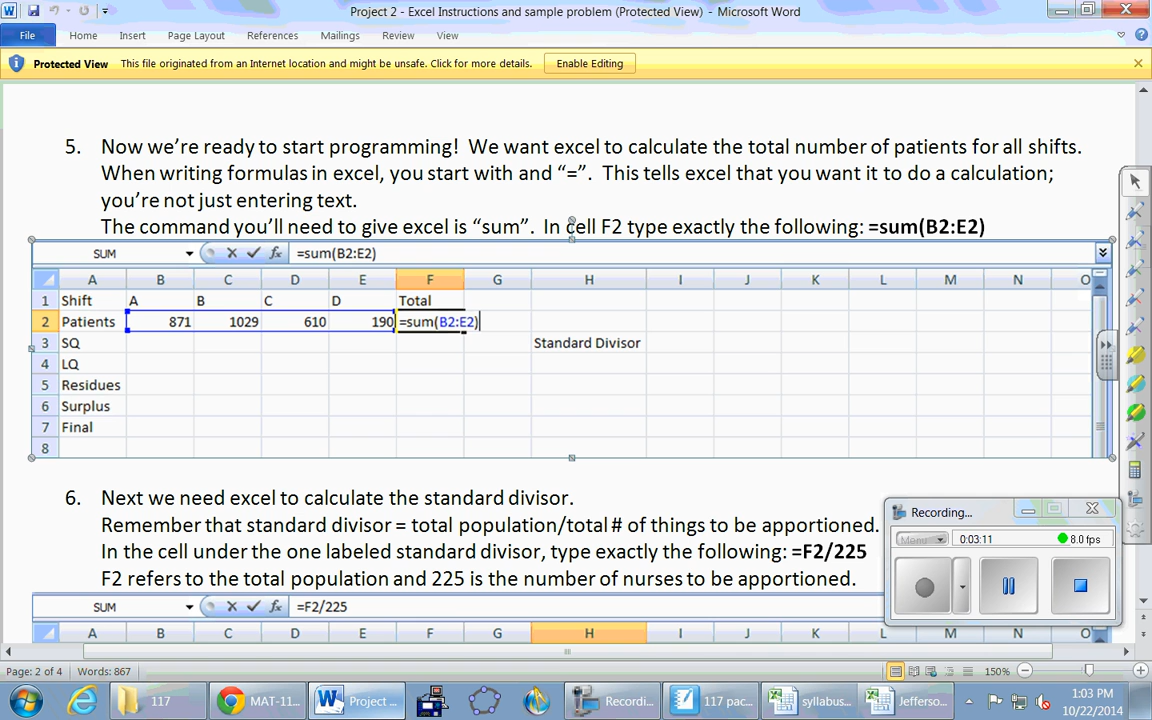 Project 2 - Excel Instructions and sample problem (Protected View) - Microsoft Word
File Home Insert Page Layout References Mailings Review View
Protected View This file originated from an Internet location and might be unsafe. Click for more details. Enable Editing
5. Now we're ready to start programming! We want excel to calculate the total number of patients for all shifts.
When writing formulas in excel, you start with and “=”. This tells excel that you want it to do a calculation;
you're not just entering text.
The command you'll need to give excel is “sum”. In cell F2 type exactly the following: =sum(B2:E2)
SUM fx =sum(B2:E2)
A B C D E F G H I J K L M N O
1 Shift A B C D Total
2 Patients 871 1029 610 190 =sum(B2:E2)
3 SQ Standard Divisor
4 LQ
5 Residues
6 Surplus
7 Final
8
6. Next we need excel to calculate the standard divisor.
Remember that standard divisor = total population/total # of things to be apportioned.
In the cell under the one labeled standard divisor, type exactly the following: =F2/225
F2 refers to the total population and 225 is the number of nurses to be apportioned.
SUM fx =F2/225
A B C D E F G H I J K L M N O
Recording...
Menu 0:03:11 8.0 fps
Page: 2 of 4 Words: 867 150%
117 MAT-11... Project ... Recordi... 117 pac... syllabus... Jefferso...
1:03 PM
10/22/2014